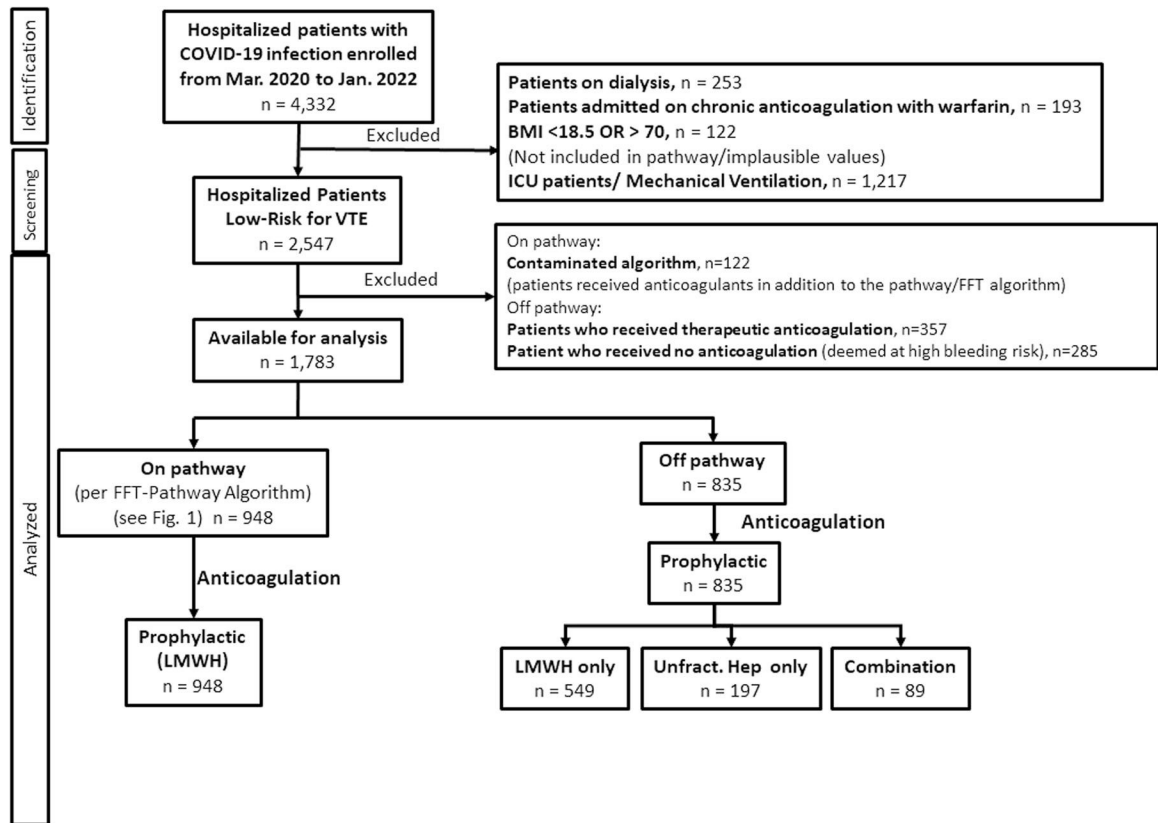 Identification
Hospitalized patients with
COVID-19 infection enrolled
from Mar. 2020 to Jan. 2022
n = 4,332
Excluded
Patients on dialysis, n = 253
Patients admitted on chronic anticoagulation with warfarin, n = 193
BMI <18.5 OR > 70, n = 122
(Not included in pathway/implausible values)
ICU patients/ Mechanical Ventilation, n = 1,217
Screening
Hospitalized Patients
Low-Risk for VTE
n = 2,547
Excluded
On pathway:
Contaminated algorithm, n=122
(patients received anticoagulants in addition to the pathway/FFT algorithm)
Off pathway:
Patients who received therapeutic anticoagulation, n=357
Patient who received no anticoagulation (deemed at high bleeding risk), n=285
Analyzed
Available for analysis
n = 1,783
On pathway
(per FFT-Pathway Algorithm)
(see Fig. 1) n = 948
Anticoagulation
Prophylactic
(LMWH)
n = 948
Off pathway
n = 835
Anticoagulation
Prophylactic
n = 835
LMWH only
n = 549
Unfract. Hep only
n = 197
Combination
n = 89